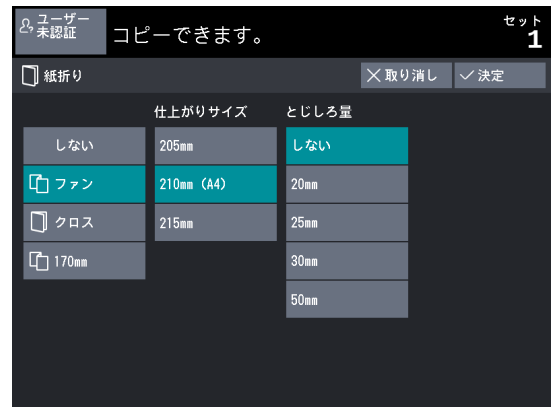 ユーザー
未認証
コピーできます。
セット
1
紙折り
取り消し
決定
仕上がりサイズ
とじしろ量
しない
205mm
しない
ファン
210mm (A4)
20mm
クロス
215mm
25mm
170mm
30mm
50mm